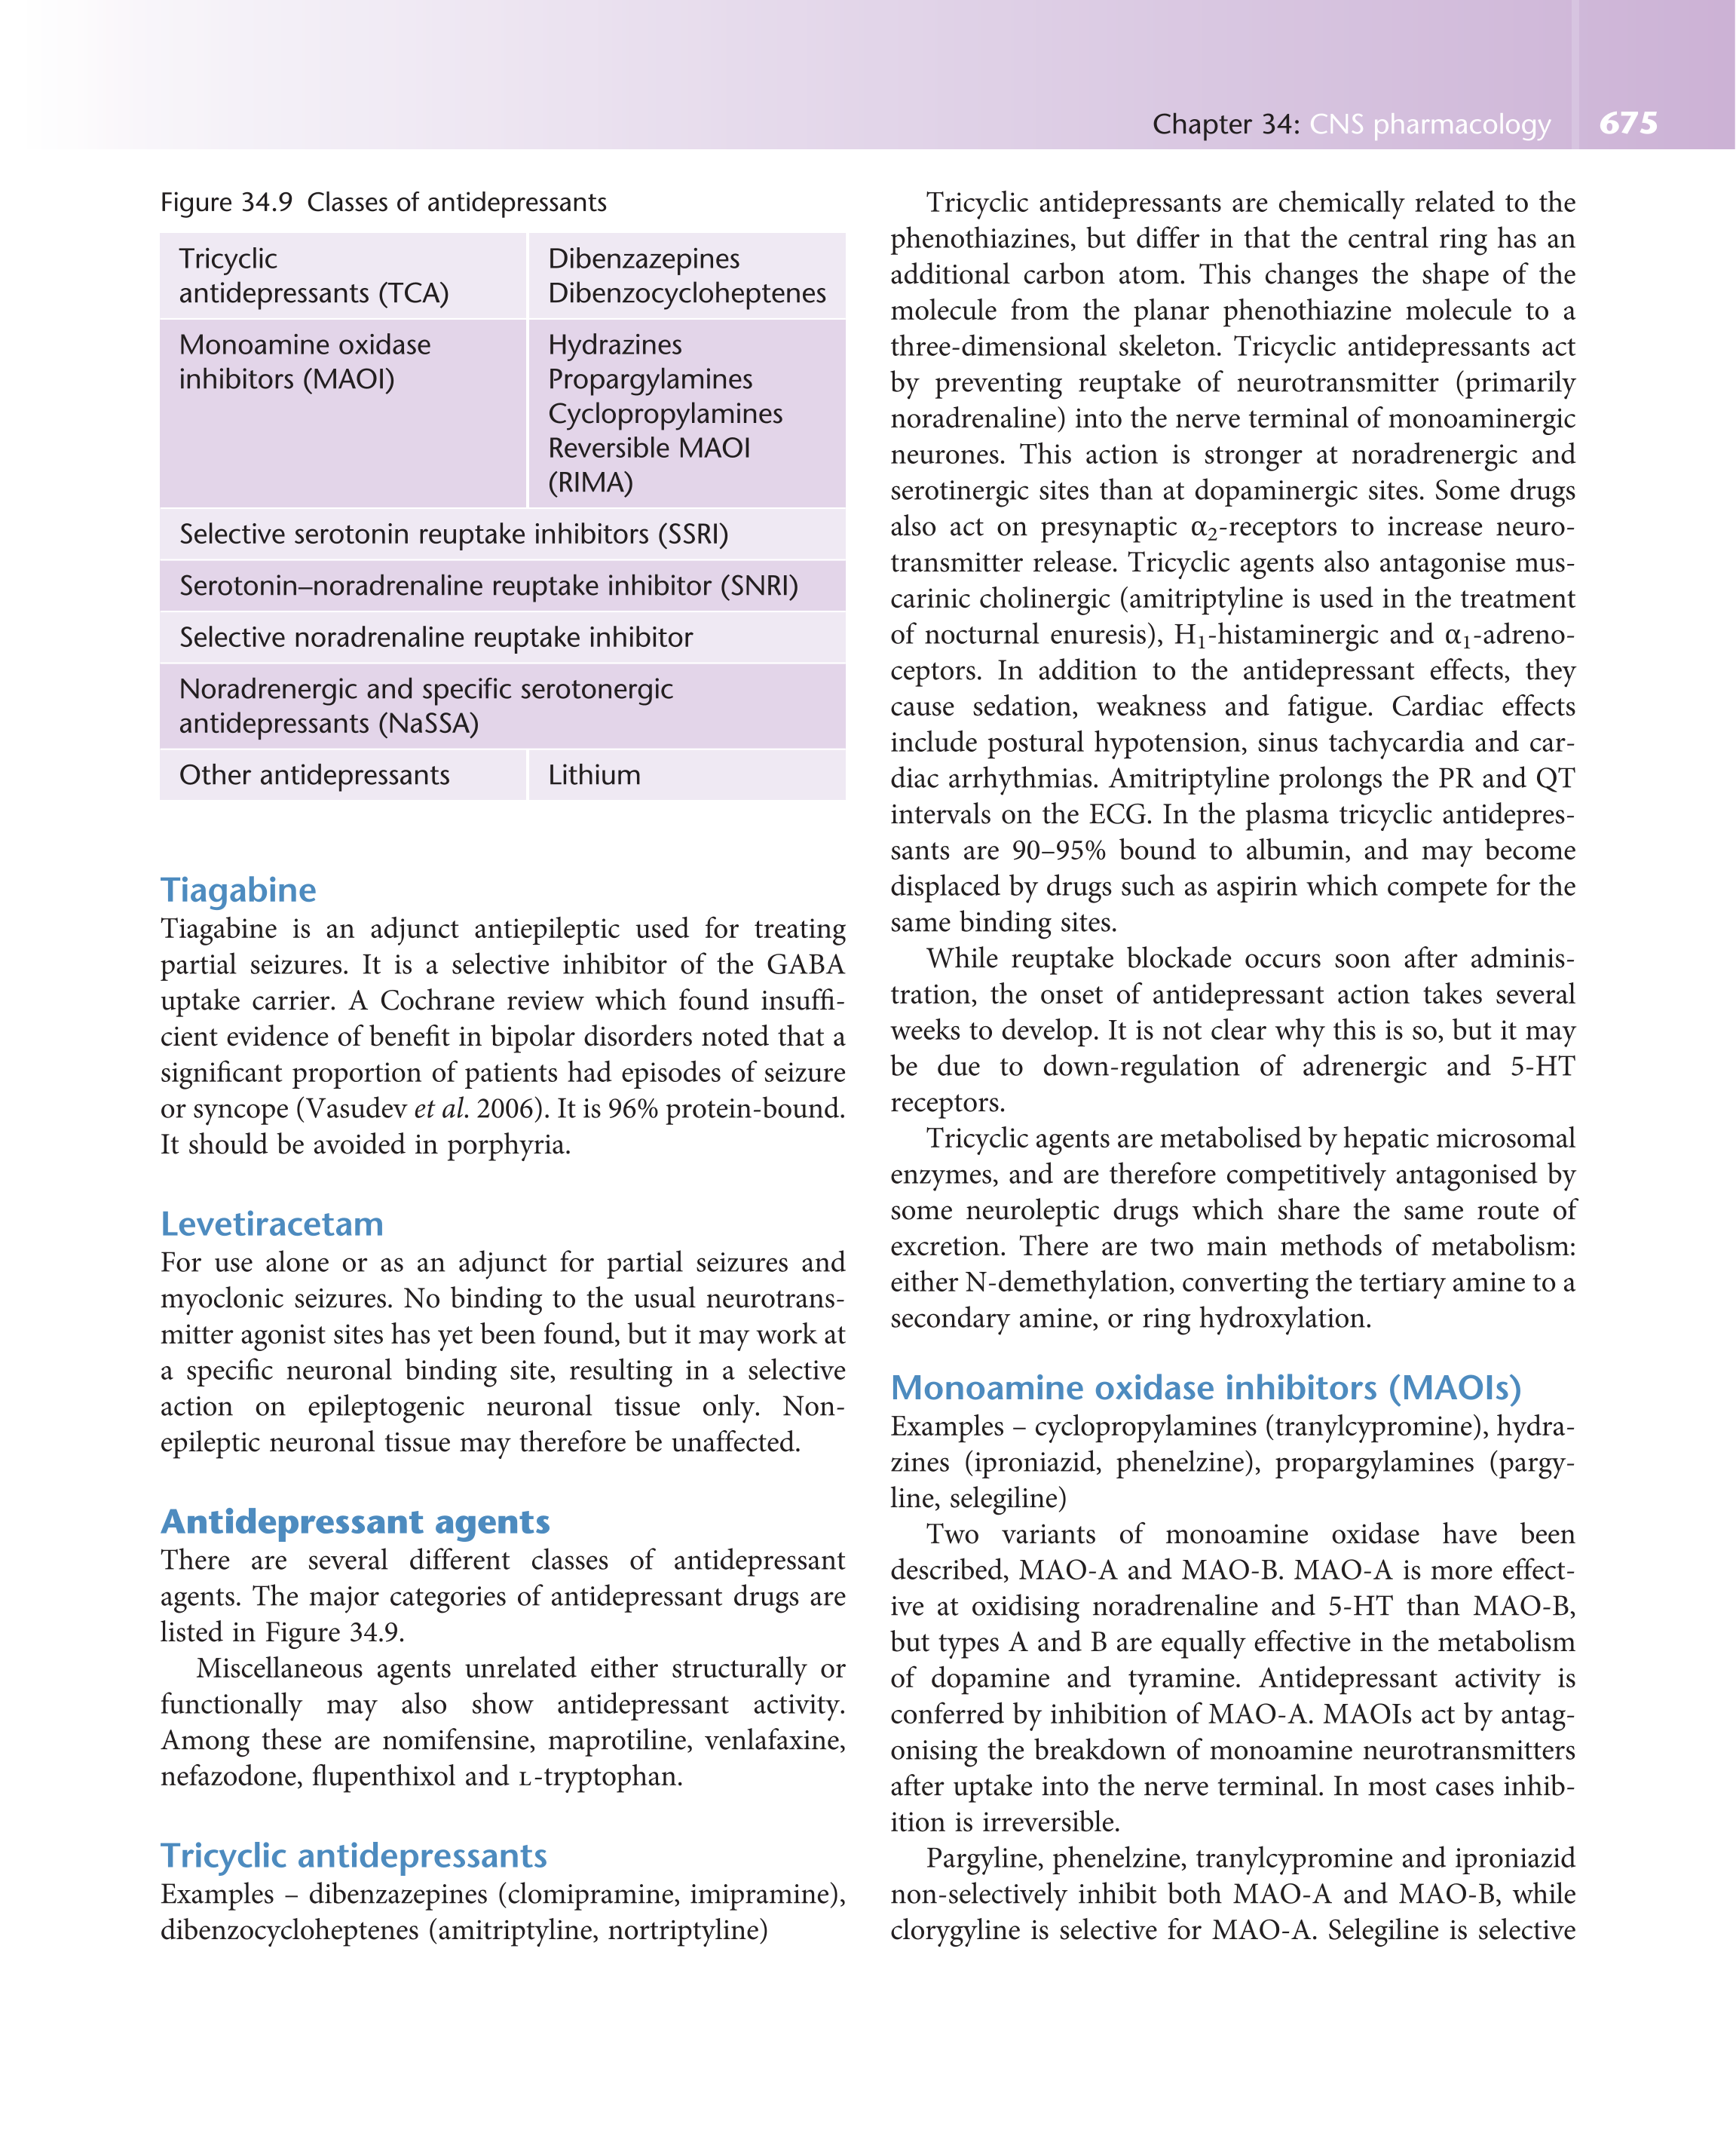 Chapter 34: CNS pharmacology 675
Figure 34.9 Classes of antidepressants
Tricyclic
antidepressants (TCA)
Dibenzazepines
Dibenzocycloheptenes
Monoamine oxidase
inhibitors (MAOI)
Hydrazines
Propargylamines
Cyclopropylamines
Reversible MAOI
(RIMA)
Selective serotonin reuptake inhibitors (SSRI)
Serotonin–noradrenaline reuptake inhibitor (SNRI)
Selective noradrenaline reuptake inhibitor
Noradrenergic and specific serotonergic
antidepressants (NaSSA)
Other antidepressants
Lithium
Tiagabine
Tiagabine is an adjunct antiepileptic used for treating
partial seizures. It is a selective inhibitor of the GABA
uptake carrier. A Cochrane review which found insuffi-
cient evidence of benefit in bipolar disorders noted that a
significant proportion of patients had episodes of seizure
or syncope (Vasudev et al. 2006). It is 96% protein-bound.
It should be avoided in porphyria.
Levetiracetam
For use alone or as an adjunct for partial seizures and
myoclonic seizures. No binding to the usual neurotrans-
mitter agonist sites has yet been found, but it may work at
a specific neuronal binding site, resulting in a selective
action on epileptogenic neuronal tissue only. Non-
epileptic neuronal tissue may therefore be unaffected.
Antidepressant agents
There are several different classes of antidepressant
agents. The major categories of antidepressant drugs are
listed in Figure 34.9.
Miscellaneous agents unrelated either structurally or
functionally may also show antidepressant activity.
Among these are nomifensine, maprotiline, venlafaxine,
nefazodone, flupenthixol and L-tryptophan.
Tricyclic antidepressants
Examples – dibenzazepines (clomipramine, imipramine),
dibenzocycloheptenes (amitriptyline, nortriptyline)
Tricyclic antidepressants are chemically related to the
phenothiazines, but differ in that the central ring has an
additional carbon atom. This changes the shape of the
molecule from the planar phenothiazine molecule to a
three-dimensional skeleton. Tricyclic antidepressants act
by preventing reuptake of neurotransmitter (primarily
noradrenaline) into the nerve terminal of monoaminergic
neurones. This action is stronger at noradrenergic and
serotinergic sites than at dopaminergic sites. Some drugs
also act on presynaptic α₂-receptors to increase neuro-
transmitter release. Tricyclic agents also antagonise mus-
carinic cholinergic (amitriptyline is used in the treatment
of nocturnal enuresis), H₁-histaminergic and α₁-adreno-
ceptors. In addition to the antidepressant effects, they
cause sedation, weakness and fatigue. Cardiac effects
include postural hypotension, sinus tachycardia and car-
diac arrhythmias. Amitriptyline prolongs the PR and QT
intervals on the ECG. In the plasma tricyclic antidepres-
sants are 90–95% bound to albumin, and may become
displaced by drugs such as aspirin which compete for the
same binding sites.
While reuptake blockade occurs soon after adminis-
tration, the onset of antidepressant action takes several
weeks to develop. It is not clear why this is so, but it may
be due to down-regulation of adrenergic and 5-HT
receptors.
Tricyclic agents are metabolised by hepatic microsomal
enzymes, and are therefore competitively antagonised by
some neuroleptic drugs which share the same route of
excretion. There are two main methods of metabolism:
either N-demethylation, converting the tertiary amine to a
secondary amine, or ring hydroxylation.
Monoamine oxidase inhibitors (MAOIs)
Examples – cyclopropylamines (tranylcypromine), hydra-
zines (iproniazid, phenelzine), propargylamines (pargy-
line, selegiline)
Two variants of monoamine oxidase have been
described, MAO-A and MAO-B. MAO-A is more effect-
ive at oxidising noradrenaline and 5-HT than MAO-B,
but types A and B are equally effective in the metabolism
of dopamine and tyramine. Antidepressant activity is
conferred by inhibition of MAO-A. MAOIs act by antag-
onising the breakdown of monoamine neurotransmitters
after uptake into the nerve terminal. In most cases inhib-
ition is irreversible.
Pargyline, phenelzine, tranylcypromine and iproniazid
non-selectively inhibit both MAO-A and MAO-B, while
clorygyline is selective for MAO-A. Selegiline is selective